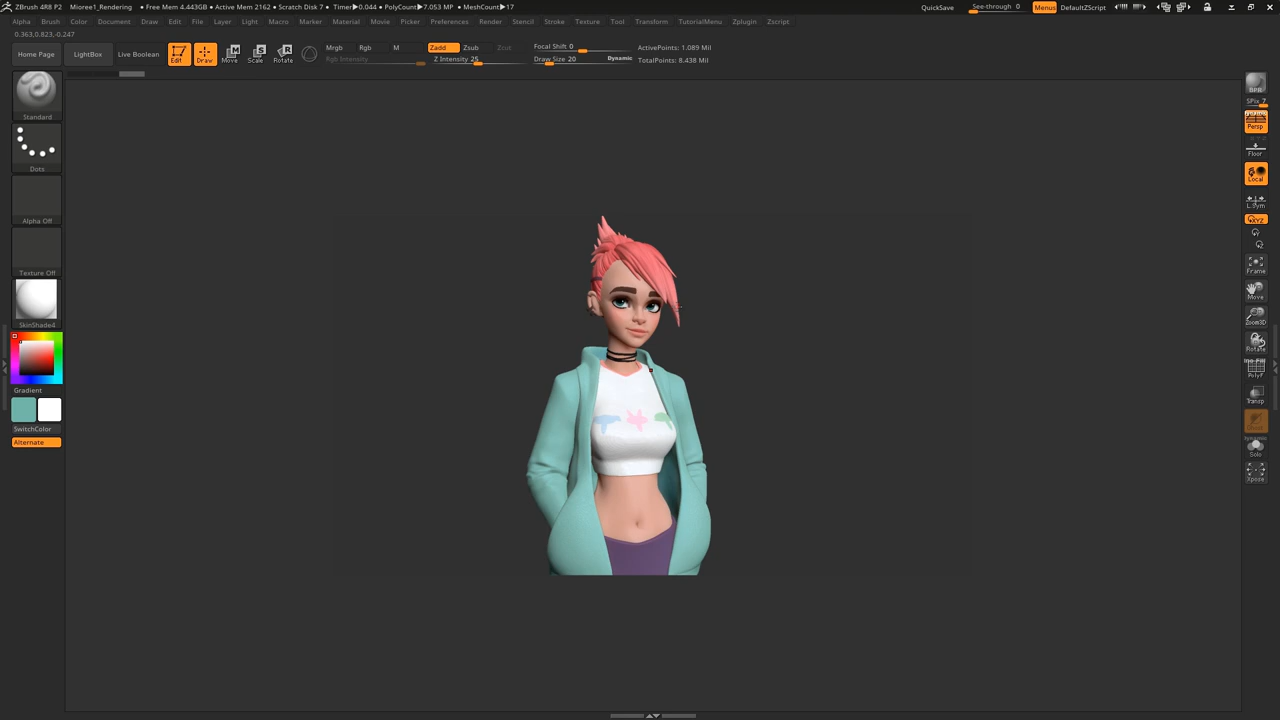 ZBrush 4R8 P2 Mioree1_Rendering • Free Mem 4.443GB • Active Mem 2162 • Scratch Disk 7 • Timer▶0.044 • PolyCount▶7.053 MP • MeshCount▶17 QuickSave See-through 0 Menus DefaultZScript
Alpha Brush Color Document Draw Edit File Layer Light Macro Marker Material Movie Picker Preferences Render Stencil Stroke Texture Tool Transform TutorialMenu Zplugin Zscript
0.363,0.823,-0.247
Home Page LightBox Live Boolean Edit Draw Move Scale Rotate
Mrgb Rgb M Zadd Zsub Zcut Focal Shift 0 ActivePoints: 1.089 Mil
Rgb Intensity Z Intensity 25 Draw Size 20 Dynamic TotalPoints: 8.438 Mil
Standard
Dots
Alpha Off
Texture Off
SkinShade4
Gradient
SwitchColor
Alternate
BPR
SPix 7
Persp
Floor
Local
L.Sym
XYZ
Frame
Move
Zoom3D
Rotate
PolyF
Transp
Dynamic
Solo
Xpose